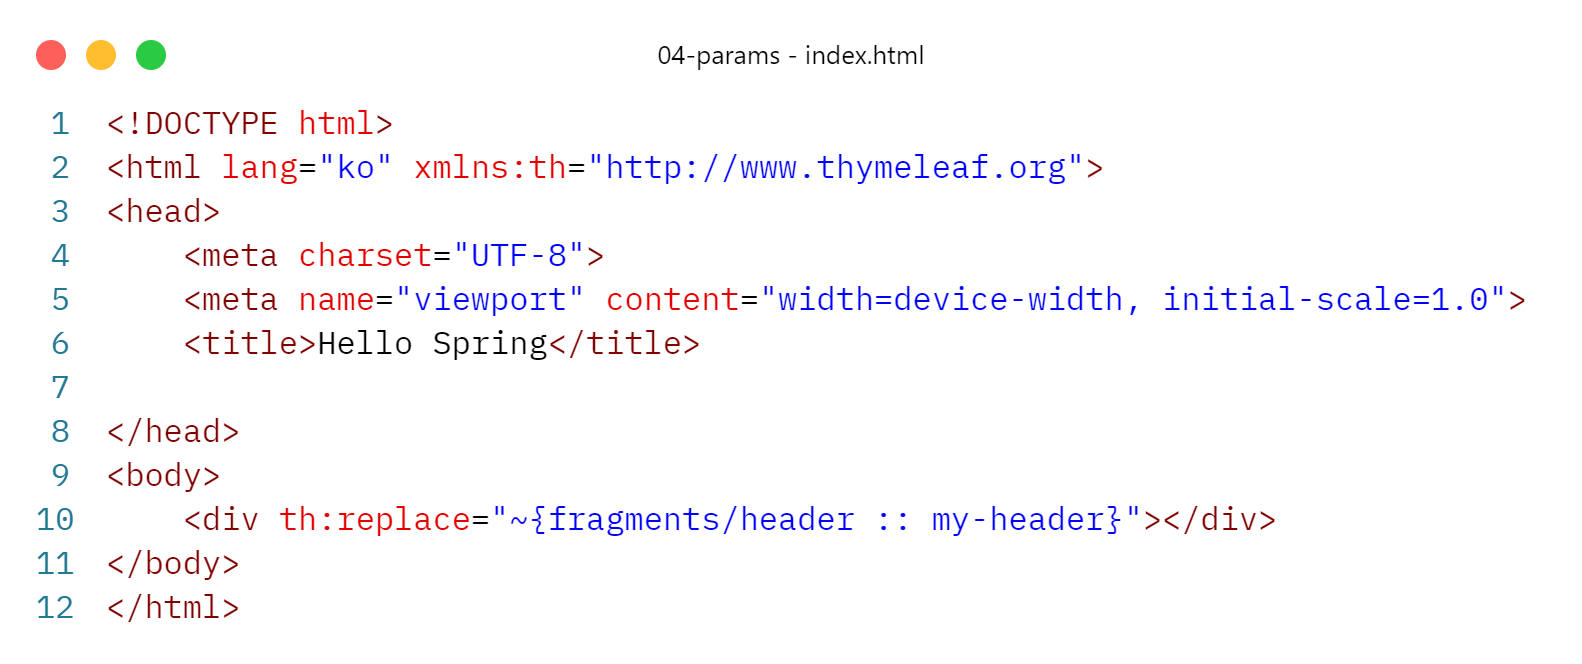 04-params - index.html
1 <!DOCTYPE html>
2 <html lang="ko" xmlns:th="http://www.thymeleaf.org">
3 <head>
4     <meta charset="UTF-8">
5     <meta name="viewport" content="width=device-width, initial-scale=1.0">
6     <title>Hello Spring</title>
7
8 </head>
9 <body>
10     <div th:replace="~{fragments/header :: my-header}"></div>
11 </body>
12 </html>